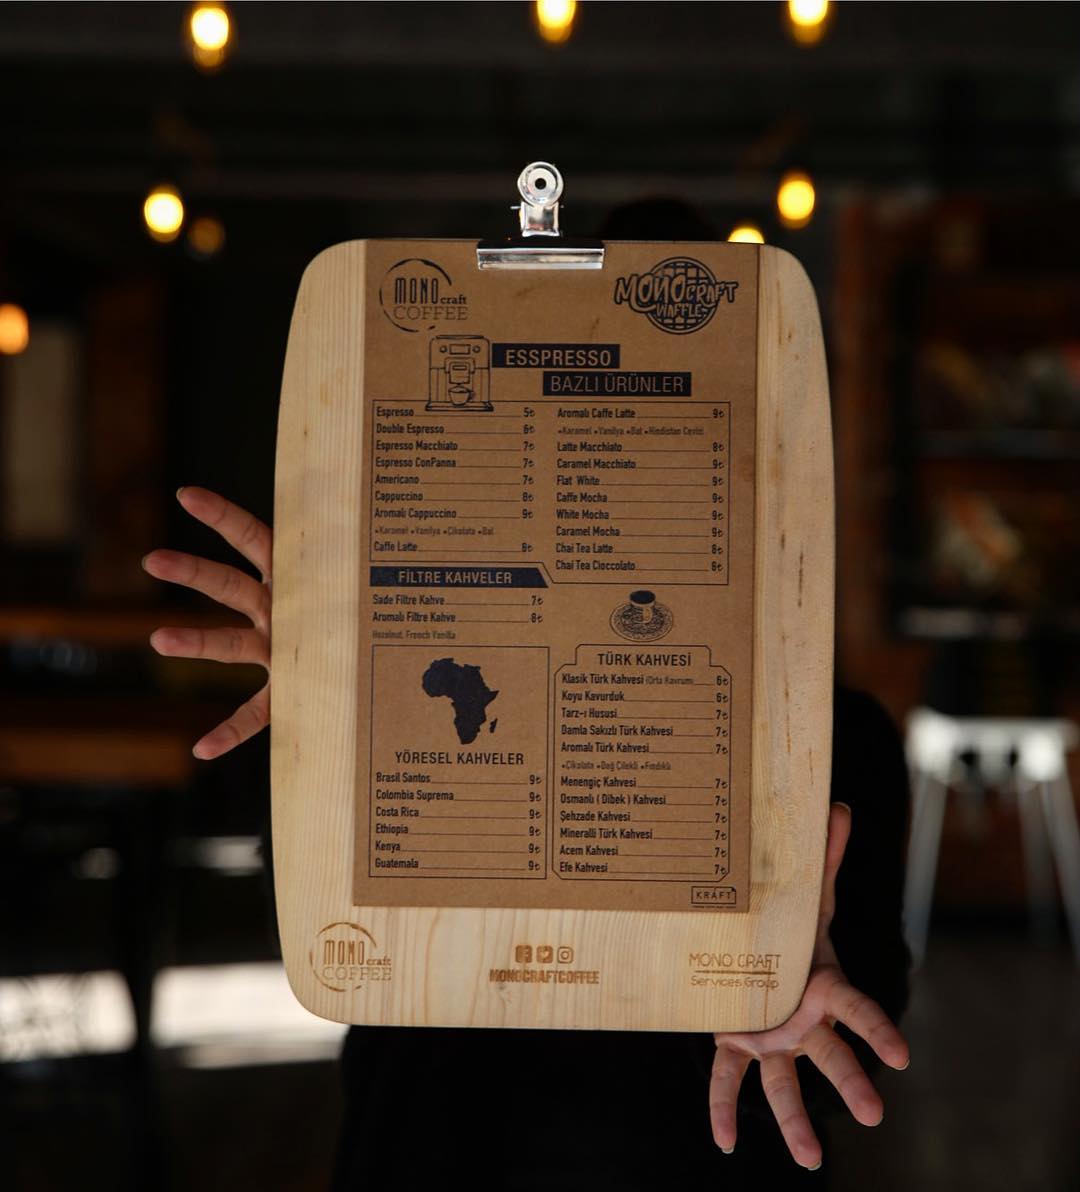 MONO craft
COFFEE
MONO CRAFT
WAFFLE
ESSPRESSO
BAZLI ÜRÜNLER
Espresso 5₺
Double Espresso 6₺
Espresso Macchiato 7₺
Espresso ConPanna 7₺
Americano 7₺
Cappuccino 8₺
Aromalı Cappuccino 9₺
•Karamel •Vanilya •Çikolata •Bal
Caffe Latte 8₺
Aromalı Caffe Latte 9₺
•Karamel •Vanilya •Bal •Hindistan Cevizi
Latte Macchiato 8₺
Caramel Macchiato 9₺
Flat White 9₺
Caffe Mocha 9₺
White Mocha 9₺
Caramel Mocha 9₺
Chai Tea Latte 8₺
Chai Tea Cioccolato 8₺
FİLTRE KAHVELER
Sade Filtre Kahve 7₺
Arumalı Filtre Kahve 8₺
Hazelnut, French Vanilla
YÖRESEL KAHVELER
Brasil Santos 9₺
Colombia Suprema 9₺
Costa Rica 9₺
Ethiopia 9₺
Kenya 9₺
Guatemala 9₺
TÜRK KAHVESİ
Klasik Türk Kahvesi (Orta Kavrum) 6₺
Koyu Kavurduk 6₺
Tarz-ı Hususi 7₺
Damla Sakızlı Türk Kahvesi 7₺
Aromalı Türk Kahvesi 7₺
•Çikolata •Dağ Çilekli •Fındıklı
Menengiç Kahvesi 7₺
Osmanlı ( Dibek ) Kahvesi 7₺
Şehzade Kahvesi 7₺
Mineralli Türk Kahvesi 7₺
Acem Kahvesi 7₺
Efe Kahvesi 7₺
KRAFT
MONO craft
COFFEE
MONOCRAFTCOFFEE
MONO CRAFT
Services Group